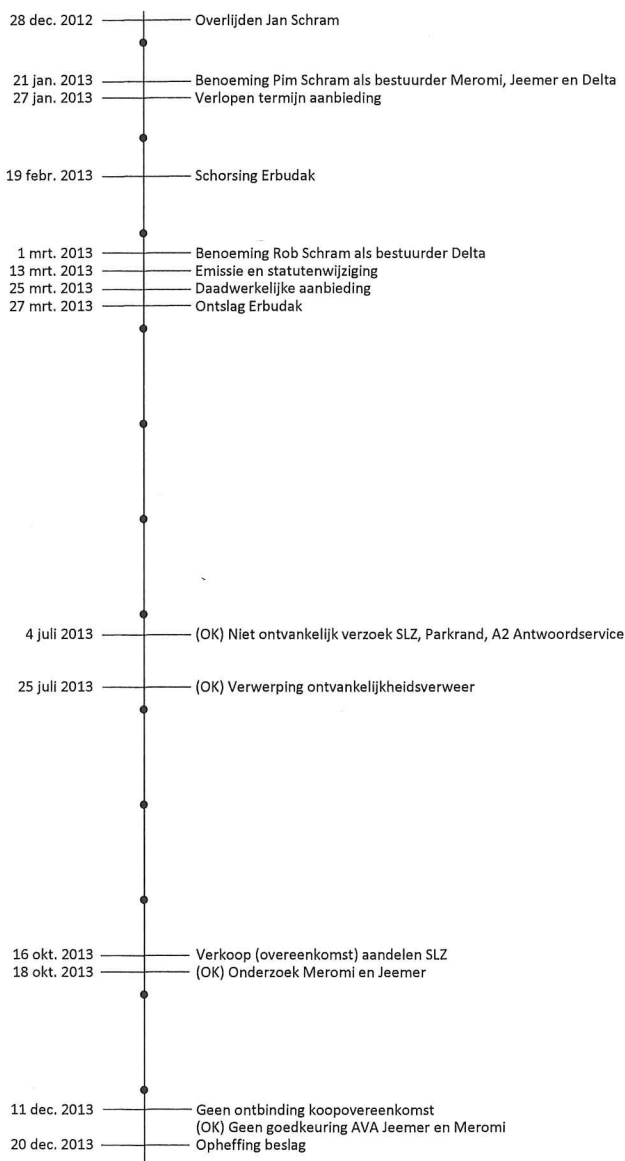 28 dec. 2012 Overlijden Jan Schram
21 jan. 2013 Benoeming Pim Schram als bestuurder Meromi, Jeemer en Delta
27 jan. 2013 Verlopen termijn aanbieding
19 febr. 2013 Schorsing Erbudak
1 mrt. 2013 Benoeming Rob Schram als bestuurder Delta
13 mrt. 2013 Emissie en statutenwijziging
25 mrt. 2013 Daadwerkelijke aanbieding
27 mrt. 2013 Ontslag Erbudak
4 juli 2013 (OK) Niet ontvankelijk verzoek SLZ, Parkrand, A2 Antwoordservice
25 juli 2013 (OK) Verwerping ontvankelijkheidsverweer
16 okt. 2013 Verkoop (overeenkomst) aandelen SLZ
18 okt. 2013 (OK) Onderzoek Meromi en Jeemer
11 dec. 2013 Geen ontbinding koopovereenkomst
(OK) Geen goedkeuring AVA Jeemer en Meromi
20 dec. 2013 Opheffing beslag